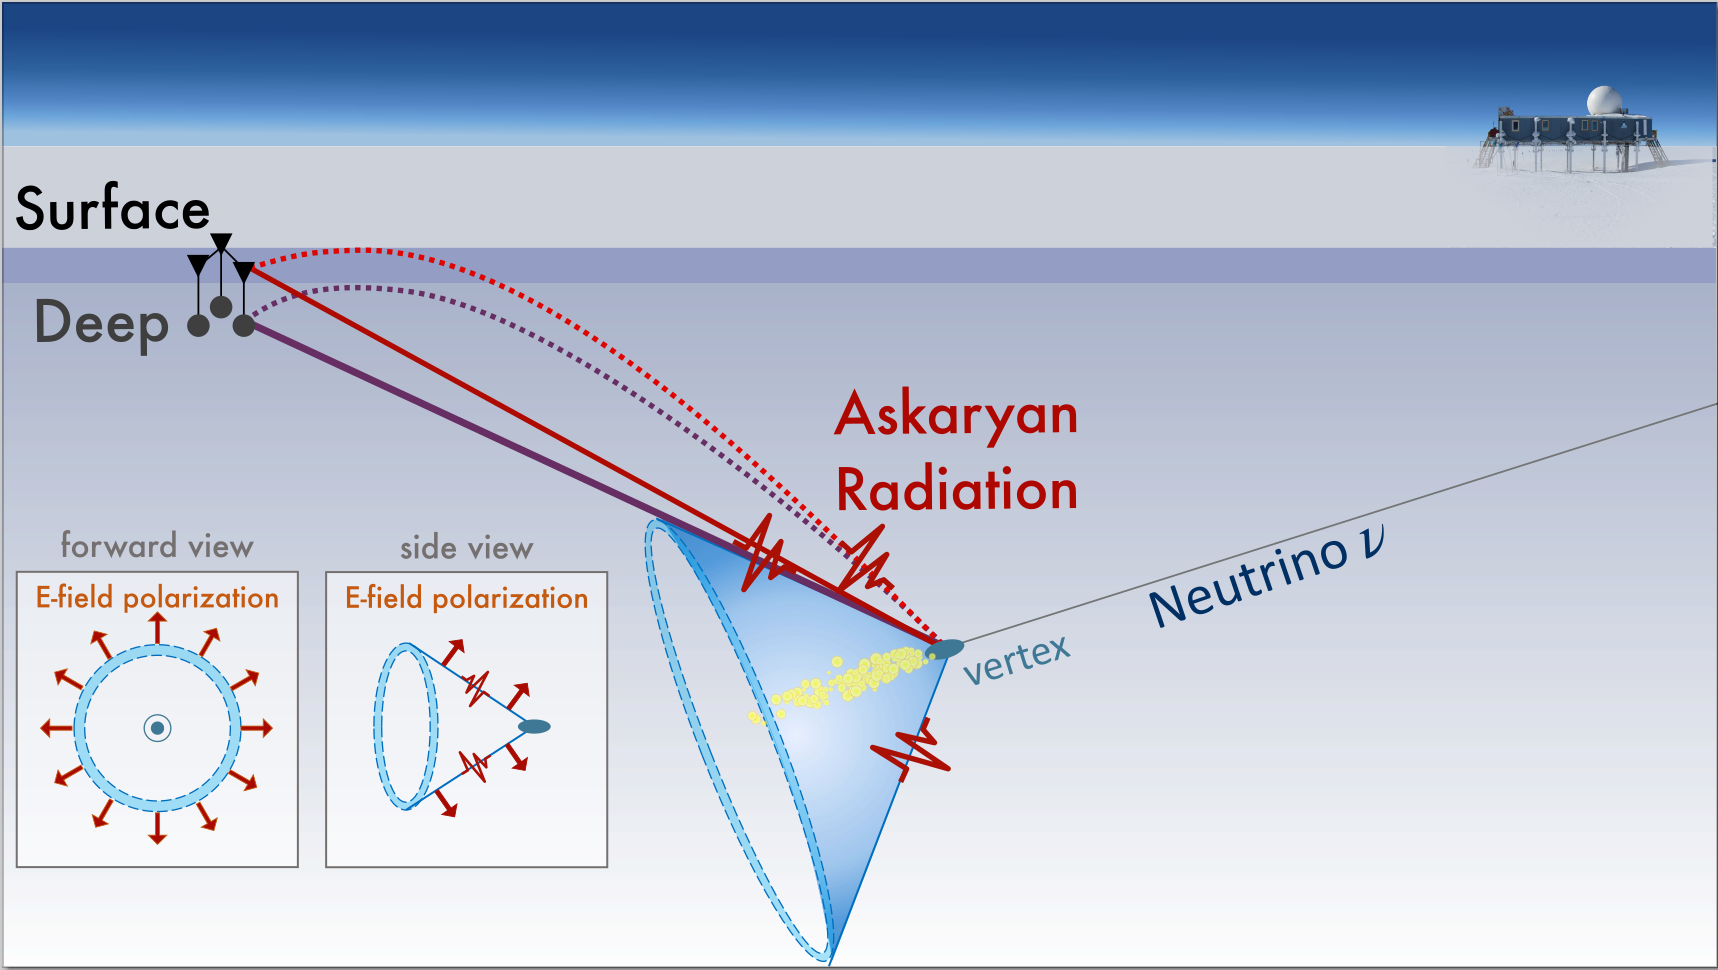 Surface
Deep
Askaryan
Radiation
Neutrino ν
vertex
forward view
E-field polarization
side view
E-field polarization